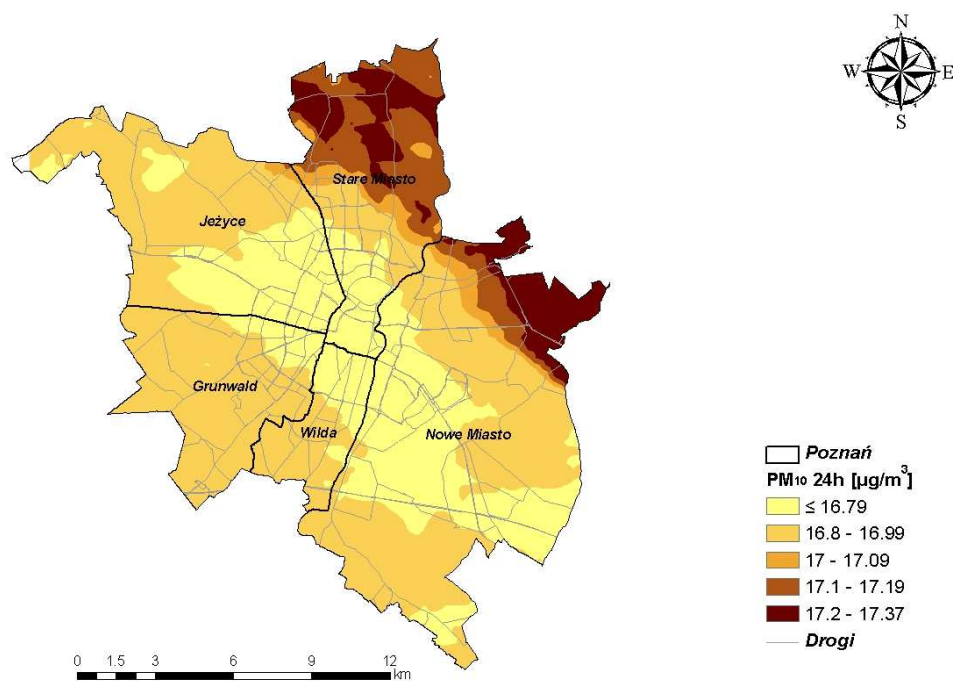 N
W E
S
Stare Miasto
Jeżyce
Grunwald
Wilda
Nowe Miasto
Poznań
PM10 24h [µg/m³]
≤ 16.79
16.8 - 16.99
17 - 17.09
17.1 - 17.19
17.2 - 17.37
Drogi
0 1.5 3 6 9 12
km